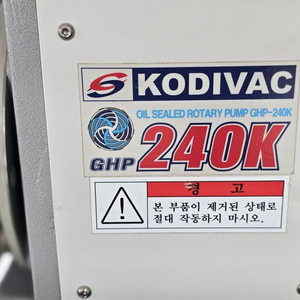 KODIVAC
OIL SEALED ROTARY PUMP GHP-240K
GHP 240K
경 고
본 부품이 제거된 상태로
절대 작동하지 마시오.